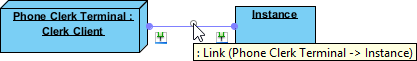 Phone Clerk Terminal :
Clerk Client
Instance
: Link (Phone Clerk Terminal -> Instance)